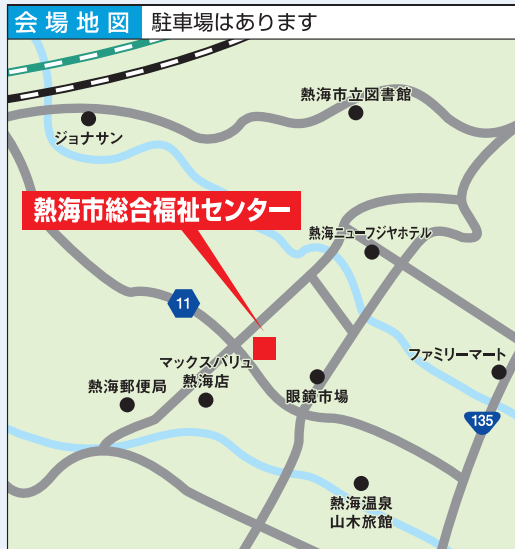 会場地図 駐車場はあります
熱海市立図書館
ジョナサン
熱海市総合福祉センター
熱海ニューフジヤホテル
11
マックスバリュ
熱海店
ファミリーマート
熱海郵便局
眼鏡市場
135
熱海温泉
山木旅館